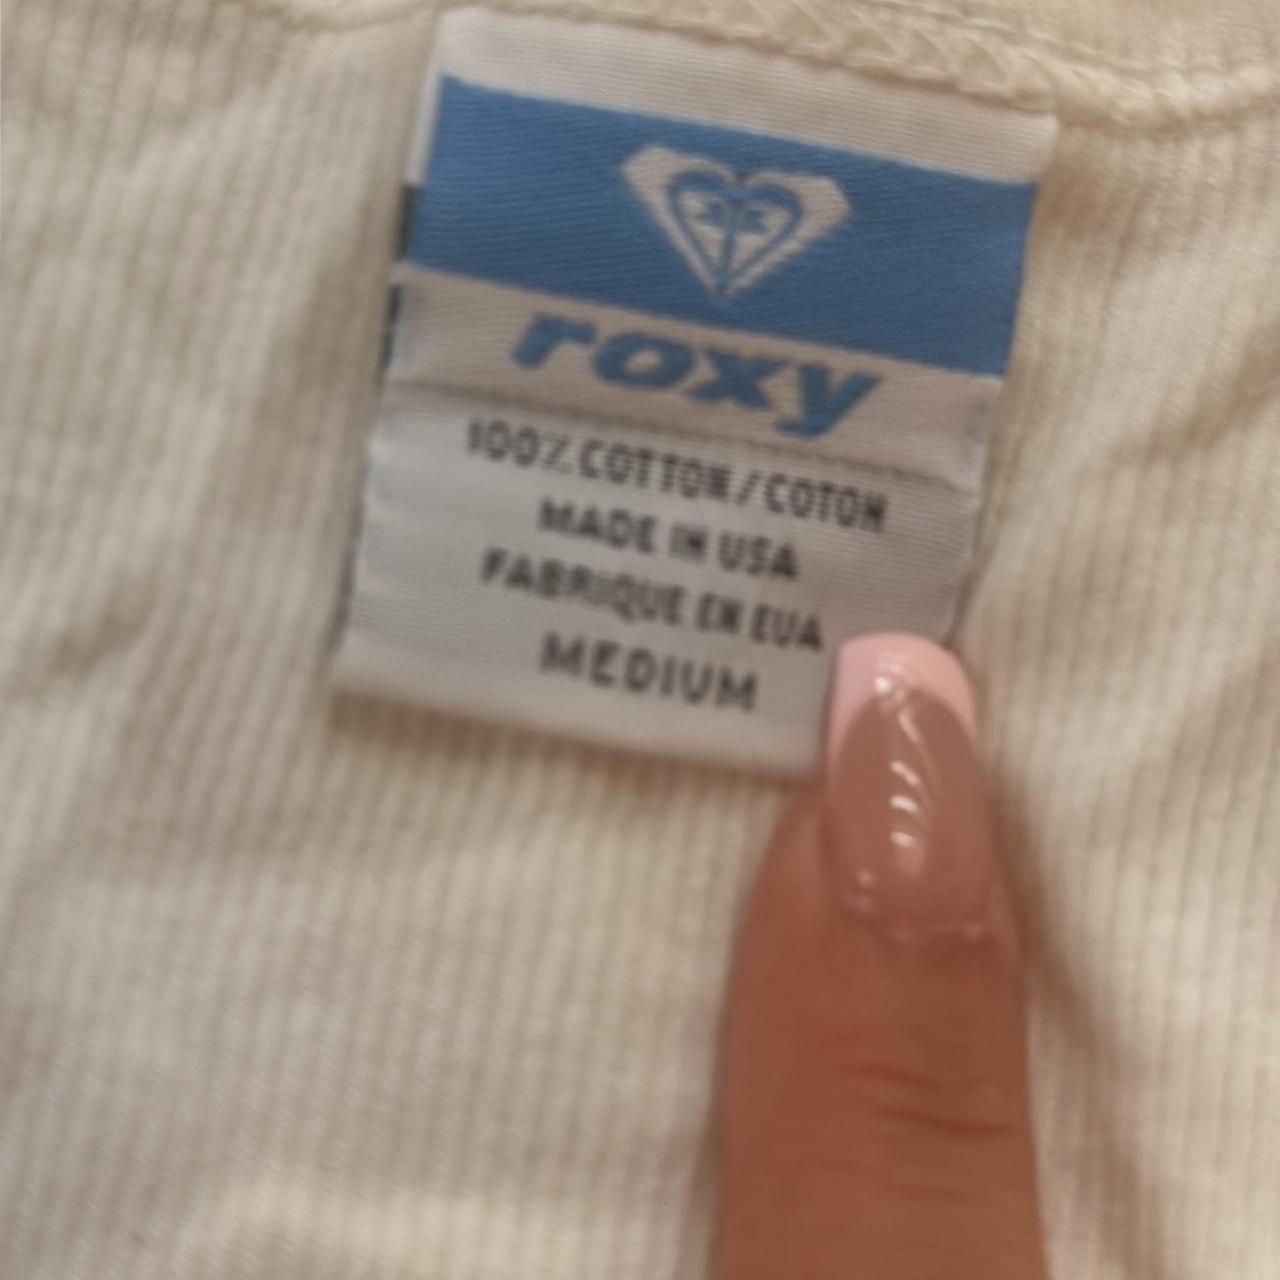 roxy
100% COTTON / COTON
MADE IN USA
FABRIQUE EN EUA
MEDIUM